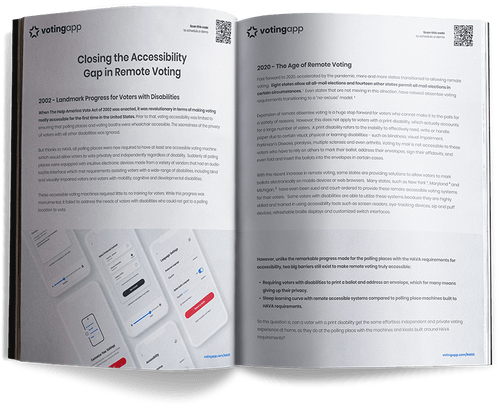 votingapp
Scan this code
Closing the Accessibility
Gap in Remote Voting
2002 - Landmark Progress for Voters with Disabilities
When The Help America Vote Act of 2002 was enacted, it was revolutionary in terms of making voting
really accessible for the first time in the United States. Prior to that, voting accessibility was limited to
ensuring that polling places and voting booths were wheelchair accessible. The secretness of the privacy
of voters with all other disabilities was ignored.
But thanks to HAVA, all polling places were now required to have at least one accessible voting machine
which would allow voters to vote privately and independently regardless of disability. Suddenly all polling
places were equipped with intuitive electronic devices made from a variety of vendors that had an audio-
tactile interface which met requirements assisting voters with a wide-range of disabilities, including blind
and visually impaired voters and voters with mobility, cognitive and developmental disabilities.
These accessible voting machines required little to no training for voters. While this progress was
monumental, it failed to address the needs of voters with disabilities who could not get to a polling
location to vote.
votingapp
Scan this code
2020 - The Age of Remote Voting
Fast forward to 2020, accelerated by the pandemic, more and more states transitioned to allowing remote
voting. Eight states allow all all-mail elections and fourteen other states permit all-mail elections in
certain circumstances. Even states that are not moving in this direction, have relaxed absentee voting
requirements transitioning to a "no-excuse" model.
Expansion of remote absentee voting is a huge step forward for voters who cannot make it to the polls for
a variety of reasons. However, this does not apply to voters with a print disability, which actually accounts
for a large number of voters. A print disability refers to the inability to effectively read, write or handle
paper due to certain visual, physical or learning disabilities - such as blindness, visual impairment,
Parkinson's Disease, paralysis, multiple sclerosis and even arthritis. Voting by mail is not accessible to these
voters who have to rely on others to mark their ballot, address their envelopes, sign their affidavits, and
even fold and insert the ballots into the envelopes in certain cases.
With the recent increase in remote voting, some states are providing solutions to allow voters to mark
ballots electronically on mobile devices or web browsers. Many states, such as New York, Maryland and
Michigan, have even been sued and court ordered to provide these remote accessible voting systems
for their voters. Some voters with disabilities are able to utilize these systems because they are highly
skilled and trained in using accessibility tools such as screen readers, eye-tracking devices, sip and puff
devices, refreshable braille displays and customized switch interfaces.
However, unlike the remarkable progress made for the polling places with the HAVA requirements for
accessibility, two big barriers still exist to make remote voting truly accessible:
- Requiring voters with disabilities to print a ballot and address an envelope, which for many means
giving up their privacy.
- Steep learning curve with remote accessible systems compared to polling place machines built to
HAVA requirements.
So the question is, can a voter with a print disability get the same effortless independent and private voting
experience at home, as they do at the polling place with the machines and kiosks built around HAVA
requirements?